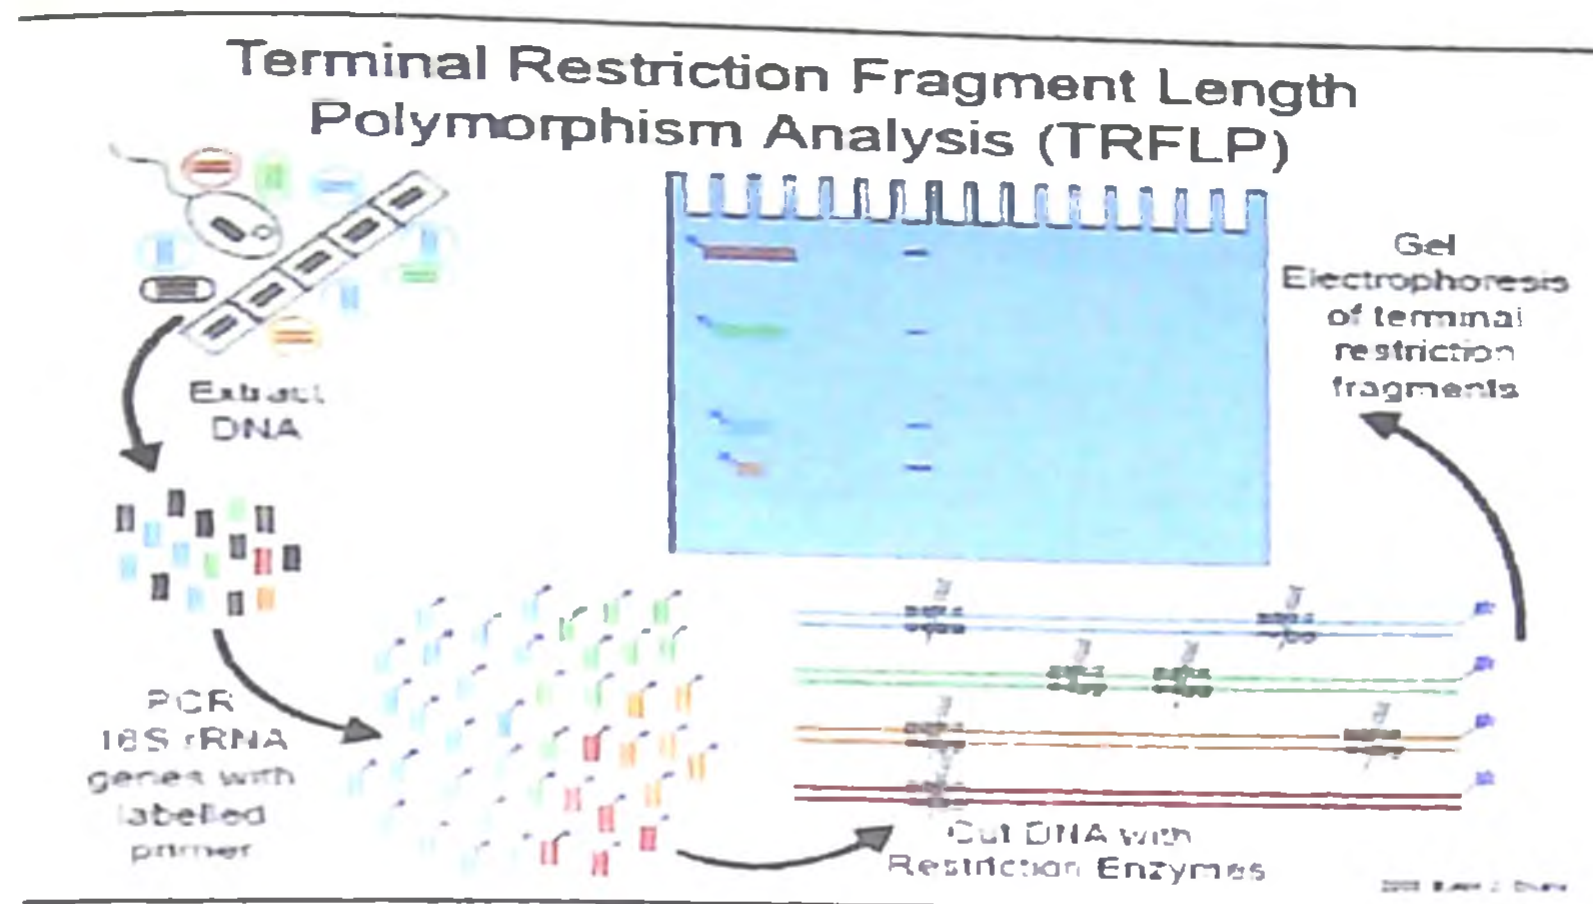 Terminal Restriction Fragment Length
Polymorphism Analysis (TRFLP)
Extract
DNA
PCR
16S rRNA
genes with
labelled
primer
Cut DNA with
Restriction Enzymes
Gel
Electrophoresis
of terminal
restriction
fragments